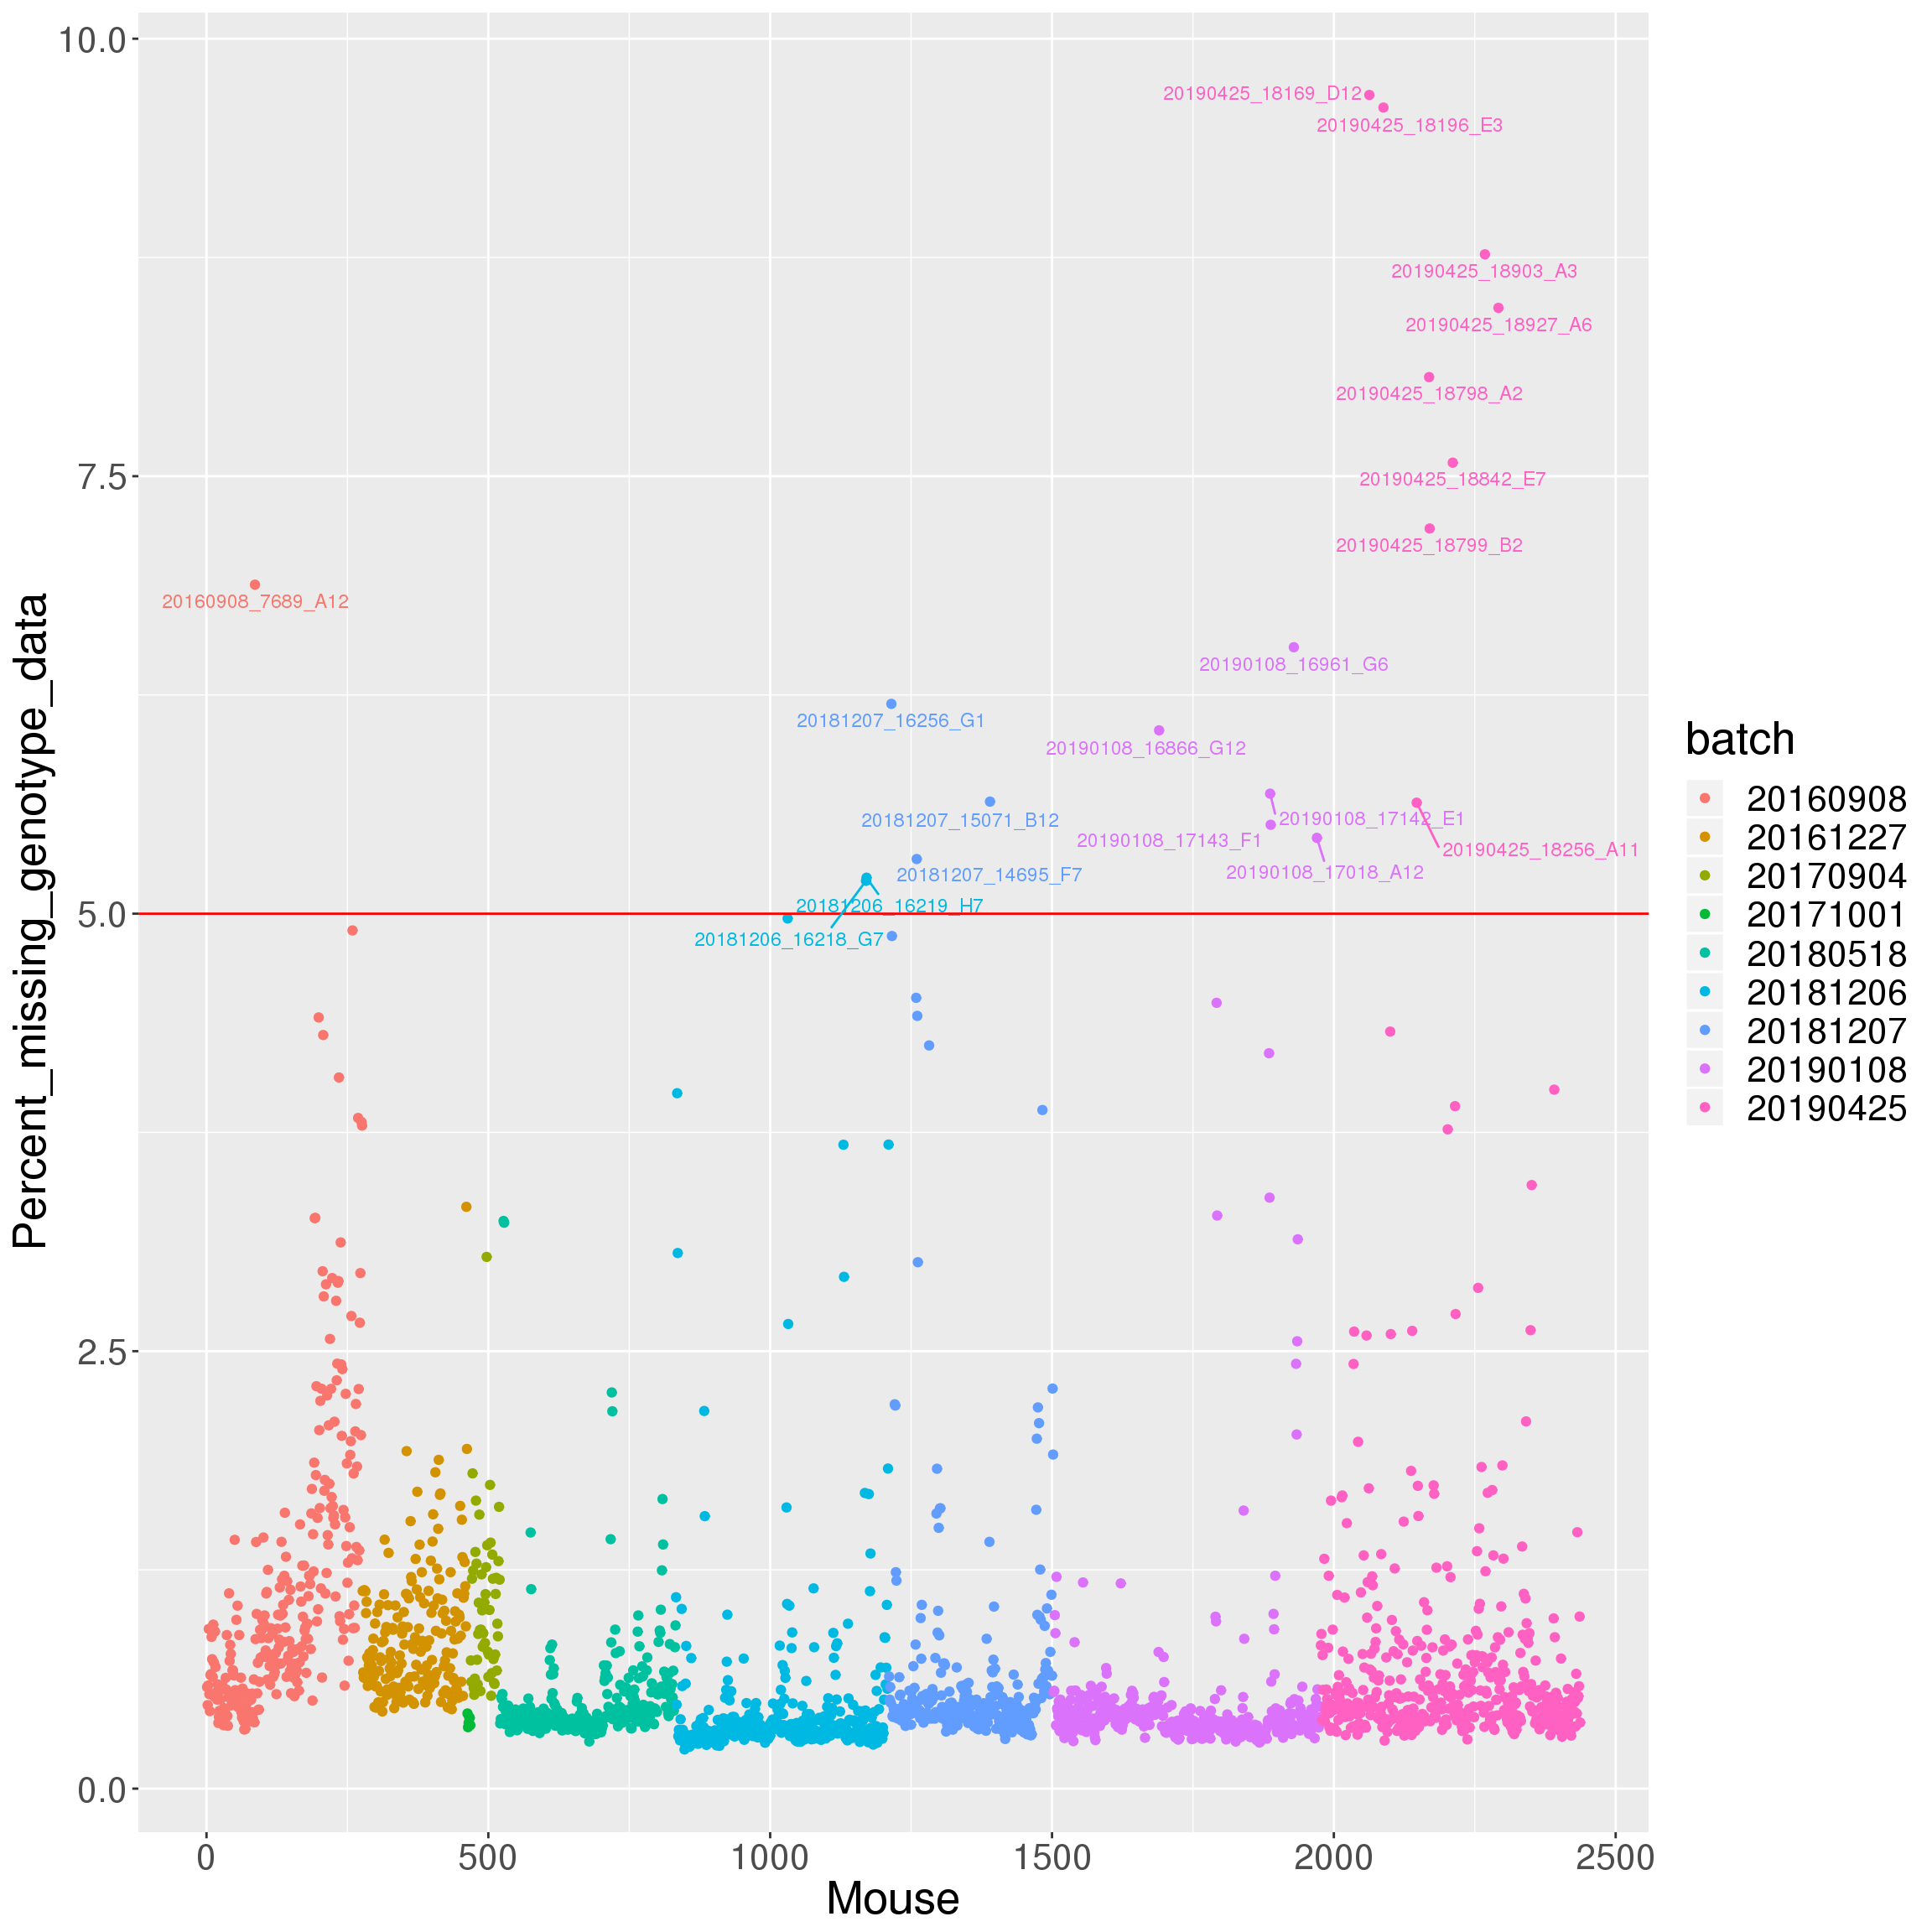 10.0
20190425_18169_D12
20190425_18196_E3
20190425_18903_A3
20190425_18927_A6
20190425_18798_A2
7.5
20190425_18842_E7
20190425_18799_B2
20160908_7689_A12
20190108_16961_G6
20181207_16256_G1
20190108_16866_G12
20181207_15071_B12
20190108_17142_E1
20190108_17143_F1
20190425_18256_A11
20190108_17018_A12
20181207_14695_F7
20181206_16219_H7
5.0
20181206_16218_G7
2.5
0.0
Percent_missing_genotype_data
0
500
1000
1500
2000
2500
Mouse
batch
20160908
20161227
20170904
20171001
20180518
20181206
20181207
20190108
20190425